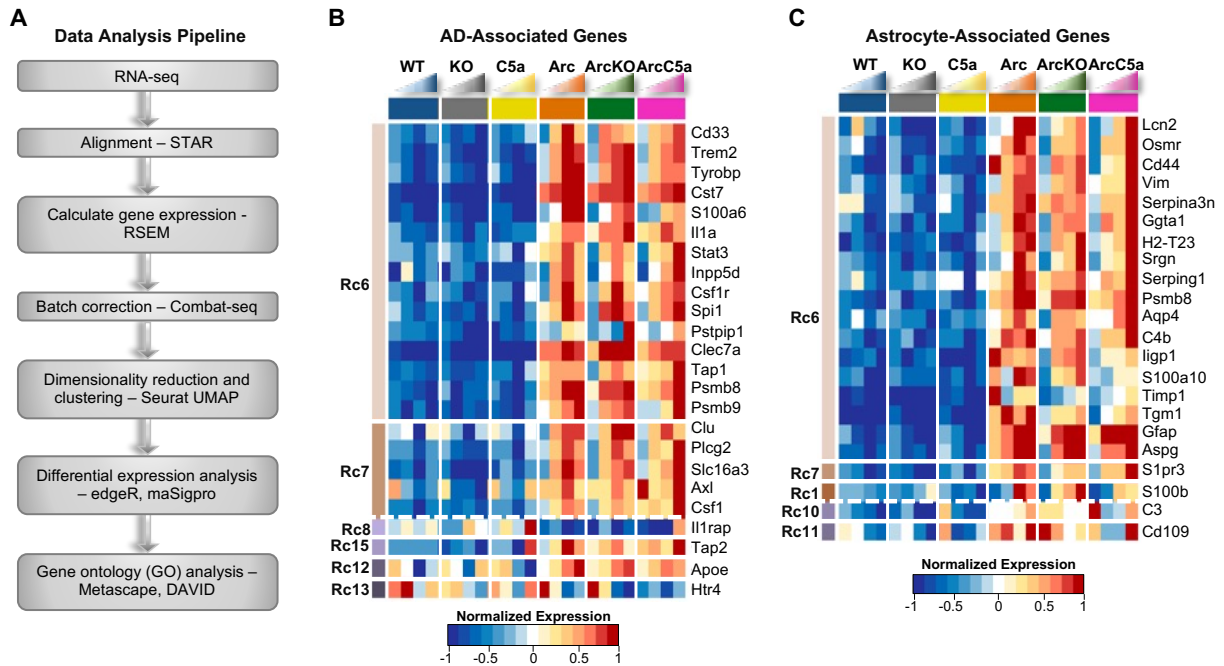 A
Data Analysis Pipeline
RNA-seq
Alignment – STAR
Calculate gene expression -
RSEM
Batch correction – Combat-seq
Dimensionality reduction and
clustering – Seurat UMAP
Differential expression analysis
– edgeR, maSigpro
Gene ontology (GO) analysis –
Metascape, DAVID
B
AD-Associated Genes
WT KO C5a Arc ArcKO ArcC5a
Rc6
Cd33
Trem2
Tyrobp
Cst7
S100a6
Il1a
Stat3
Inpp5d
Csf1r
Spi1
Pstpip1
Clec7a
Tap1
Psmb8
Psmb9
Rc7
Clu
Plcg2
Slc16a3
Axl
Csf1
Rc8 Il1rap
Rc15 Tap2
Rc12 Apoe
Rc13 Htr4
Normalized Expression
-1 -0.5 0 0.5 1
C
Astrocyte-Associated Genes
WT KO C5a Arc ArcKO ArcC5a
Rc6
Lcn2
Osmr
Cd44
Vim
Serpina3n
Ggta1
H2-T23
Srgn
Serping1
Psmb8
Aqp4
C4b
Iigp1
S100a10
Timp1
Tgm1
Gfap
Aspg
Rc7 S1pr3
Rc1 S100b
Rc10 C3
Rc11 Cd109
Normalized Expression
-1 -0.5 0 0.5 1